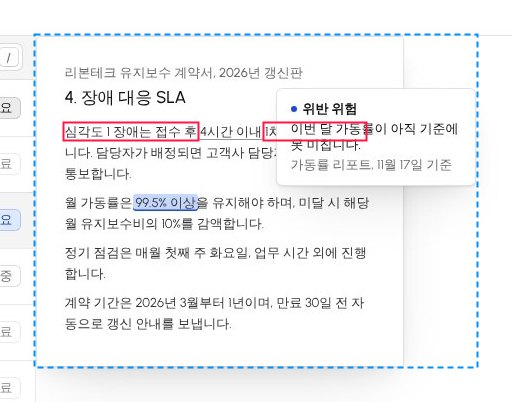 /
리본테크 유지보수 계약서, 2026년 갱신판
4. 장애 대응 SLA
위반 위험
요
심각도 1 장애는 접수 후 4시간 이내 1차
이번 달 가동률이 아직 기준에
못 미칩니다.
니다. 담당자가 배정되면 고객사 담당
료
가동률 리포트, 11월 17일 기준
통보합니다.
월 가동률은 99.5% 이상을 유지해야 하며, 미달 시 해당
요
월 유지보수비의 10%를 감액합니다.
정기 점검은 매월 첫째 주 화요일, 업무 시간 외에 진행
합니다.
중
계약 기간은 2026년 3월부터 1년이며, 만료 30일 전 자
동으로 갱신 안내를 보냅니다.
료
료